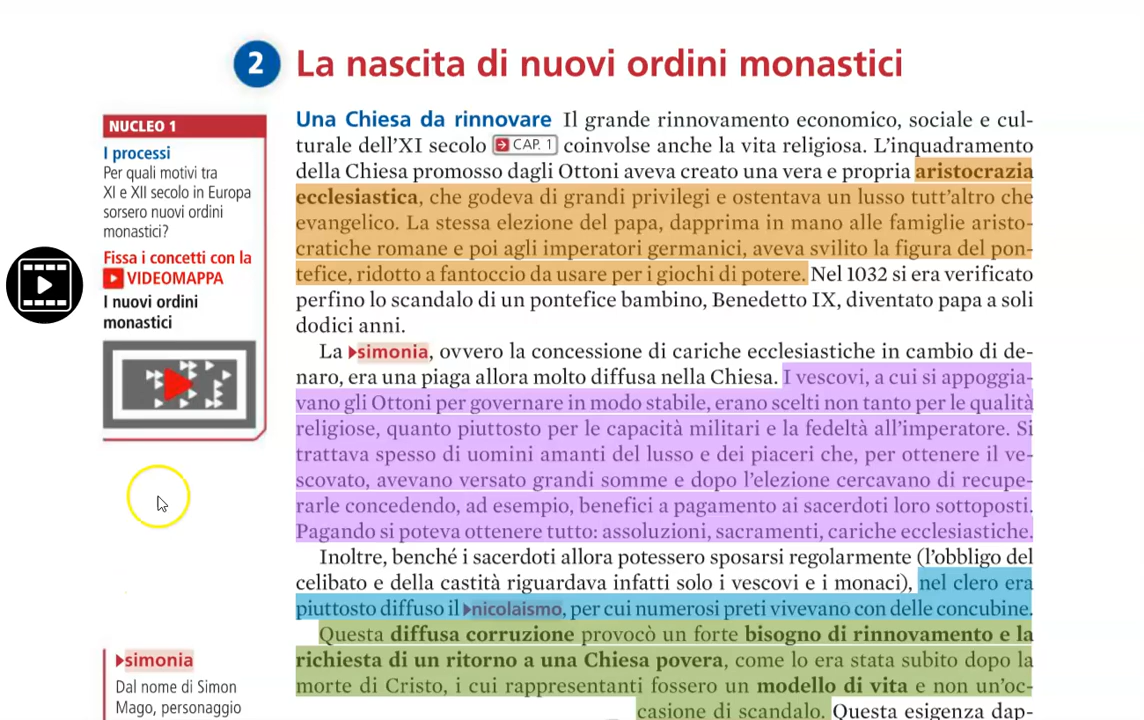 2 La nascita di nuovi ordini monastici
NUCLEO 1
I processi
Per quali motivi tra
XI e XII secolo in Europa
sorsero nuovi ordini
monastici?
Fissa i concetti con la
VIDEOMAPPA
I nuovi ordini
monastici
Una Chiesa da rinnovare Il grande rinnovamento economico, sociale e cul-
turale dell'XI secolo CAP. 1 coinvolse anche la vita religiosa. L'inquadramento
della Chiesa promosso dagli Ottoni aveva creato una vera e propria aristocrazia
ecclesiastica, che godeva di grandi privilegi e ostentava un lusso tutt'altro che
evangelico. La stessa elezione del papa, dapprima in mano alle famiglie aristo-
cratiche romane e poi agli imperatori germanici, aveva svilito la figura del pon-
tefice, ridotto a fantoccio da usare per i giochi di potere. Nel 1032 si era verificato
perfino lo scandalo di un pontefice bambino, Benedetto IX, diventato papa a soli
dodici anni.
La simonia, ovvero la concessione di cariche ecclesiastiche in cambio di de-
naro, era una piaga allora molto diffusa nella Chiesa. I vescovi, a cui si appoggia-
vano gli Ottoni per governare in modo stabile, erano scelti non tanto per le qualità
religiose, quanto piuttosto per le capacità militari e la fedeltà all'imperatore. Si
trattava spesso di uomini amanti del lusso e dei piaceri che, per ottenere il ve-
scovato, avevano versato grandi somme e dopo l'elezione cercavano di recupe-
rarle concedendo, ad esempio, benefici a pagamento ai sacerdoti loro sottoposti.
Pagando si poteva ottenere tutto: assoluzioni, sacramenti, cariche ecclesiastiche.
Inoltre, benché i sacerdoti allora potessero sposarsi regolarmente (l'obbligo del
celibato e della castità riguardava infatti solo i vescovi e i monaci), nel clero era
piuttosto diffuso il nicolaismo, per cui numerosi preti vivevano con delle concubine.
Questa diffusa corruzione provocò un forte bisogno di rinnovamento e la
richiesta di un ritorno a una Chiesa povera, come lo era stata subito dopo la
morte di Cristo, i cui rappresentanti fossero un modello di vita e non un'oc-
casione di scandalo. Questa esigenza dap-
simonia
Dal nome di Simon
Mago, personaggio